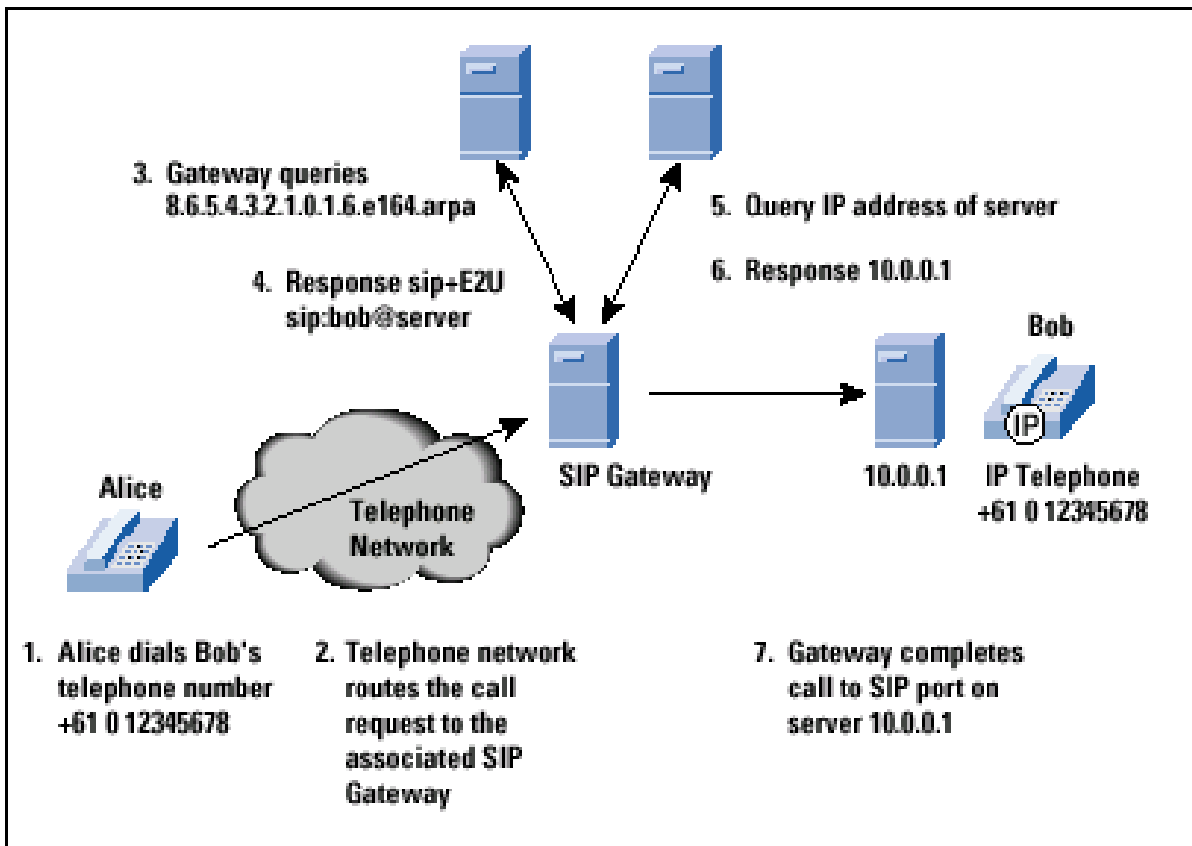 3. Gateway queries
8.6.5.4.3.2.1.0.1.6.e164.arpa
5. Query IP address of server
4. Response sip+E2U
sip:bob@server
6. Response 10.0.0.1
Bob
IP
Alice
Telephone
Network
SIP Gateway
10.0.0.1
IP Telephone
+61 0 12345678
1. Alice dials Bob's
telephone number
+61 0 12345678
2. Telephone network
routes the call
request to the
associated SIP
Gateway
7. Gateway completes
call to SIP port on
server 10.0.0.1